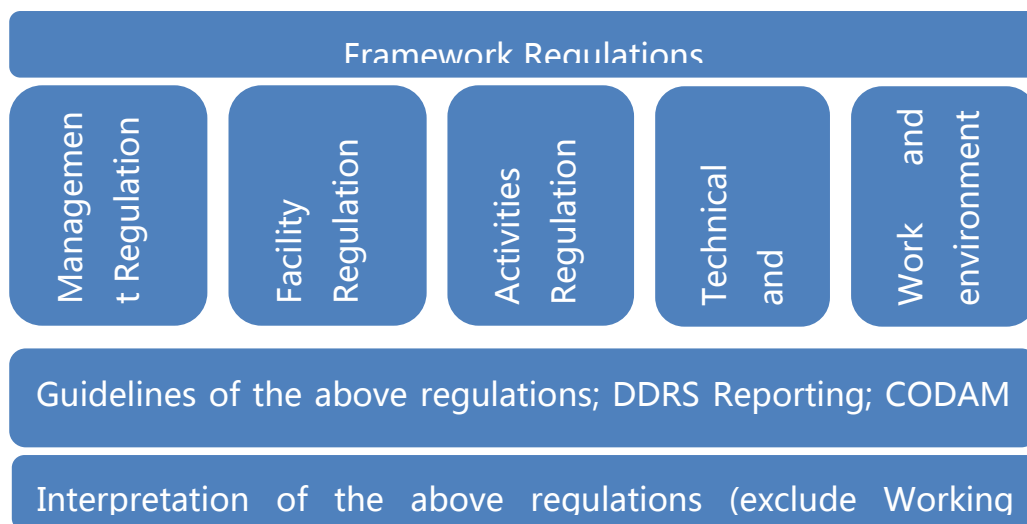 Framework Regulations
Managemen
t Regulation
Facility
Regulation
Activities
Regulation
Technical
and
Work and
environment
Guidelines of the above regulations; DDRS Reporting; CODAM
Interpretation of the above regulations (exclude Working